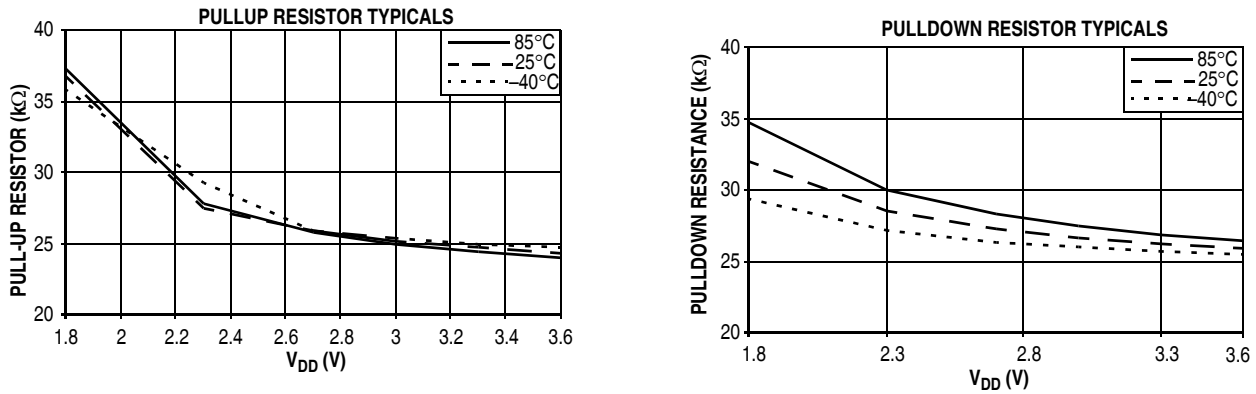 PULLUP RESISTOR TYPICALS
PULL-UP RESISTOR (kΩ)
40
35
30
25
20
1.8 2 2.2 2.4 2.6 2.8 3 3.2 3.4 3.6
VDD (V)
85°C
25°C
–40°C
PULLDOWN RESISTOR TYPICALS
PULLDOWN RESISTANCE (kΩ)
40
35
30
25
20
1.8 2.3 2.8 3.3 3.6
VDD (V)
85°C
25°C
–40°C